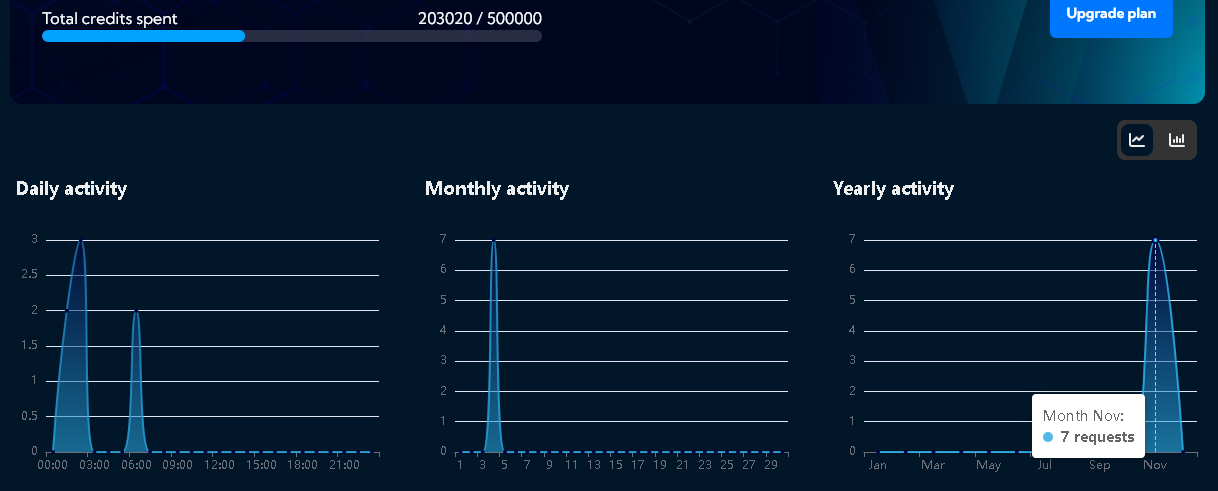 Total credits spent 203020 / 500000
Upgrade plan
Daily activity
3
2.5
2
1.5
1
0.5
0
00:00 03:00 06:00 09:00 12:00 15:00 18:00 21:00
Monthly activity
7
6
5
4
3
2
1
0
1 3 5 7 9 11 13 15 17 19 21 23 25 27 29
Yearly activity
7
6
5
4
3
2
1
0
Month Nov:
7 requests
Jan Mar May Jul Sep Nov